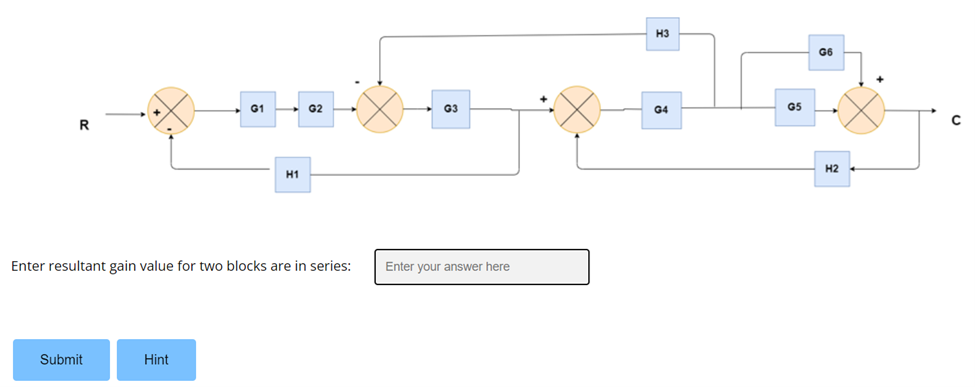 H3
G6
-
+
+
G1
G2
G3
+
G4
G5
R
-
C
H1
H2
Enter resultant gain value for two blocks are in series:
Enter your answer here
Submit
Hint